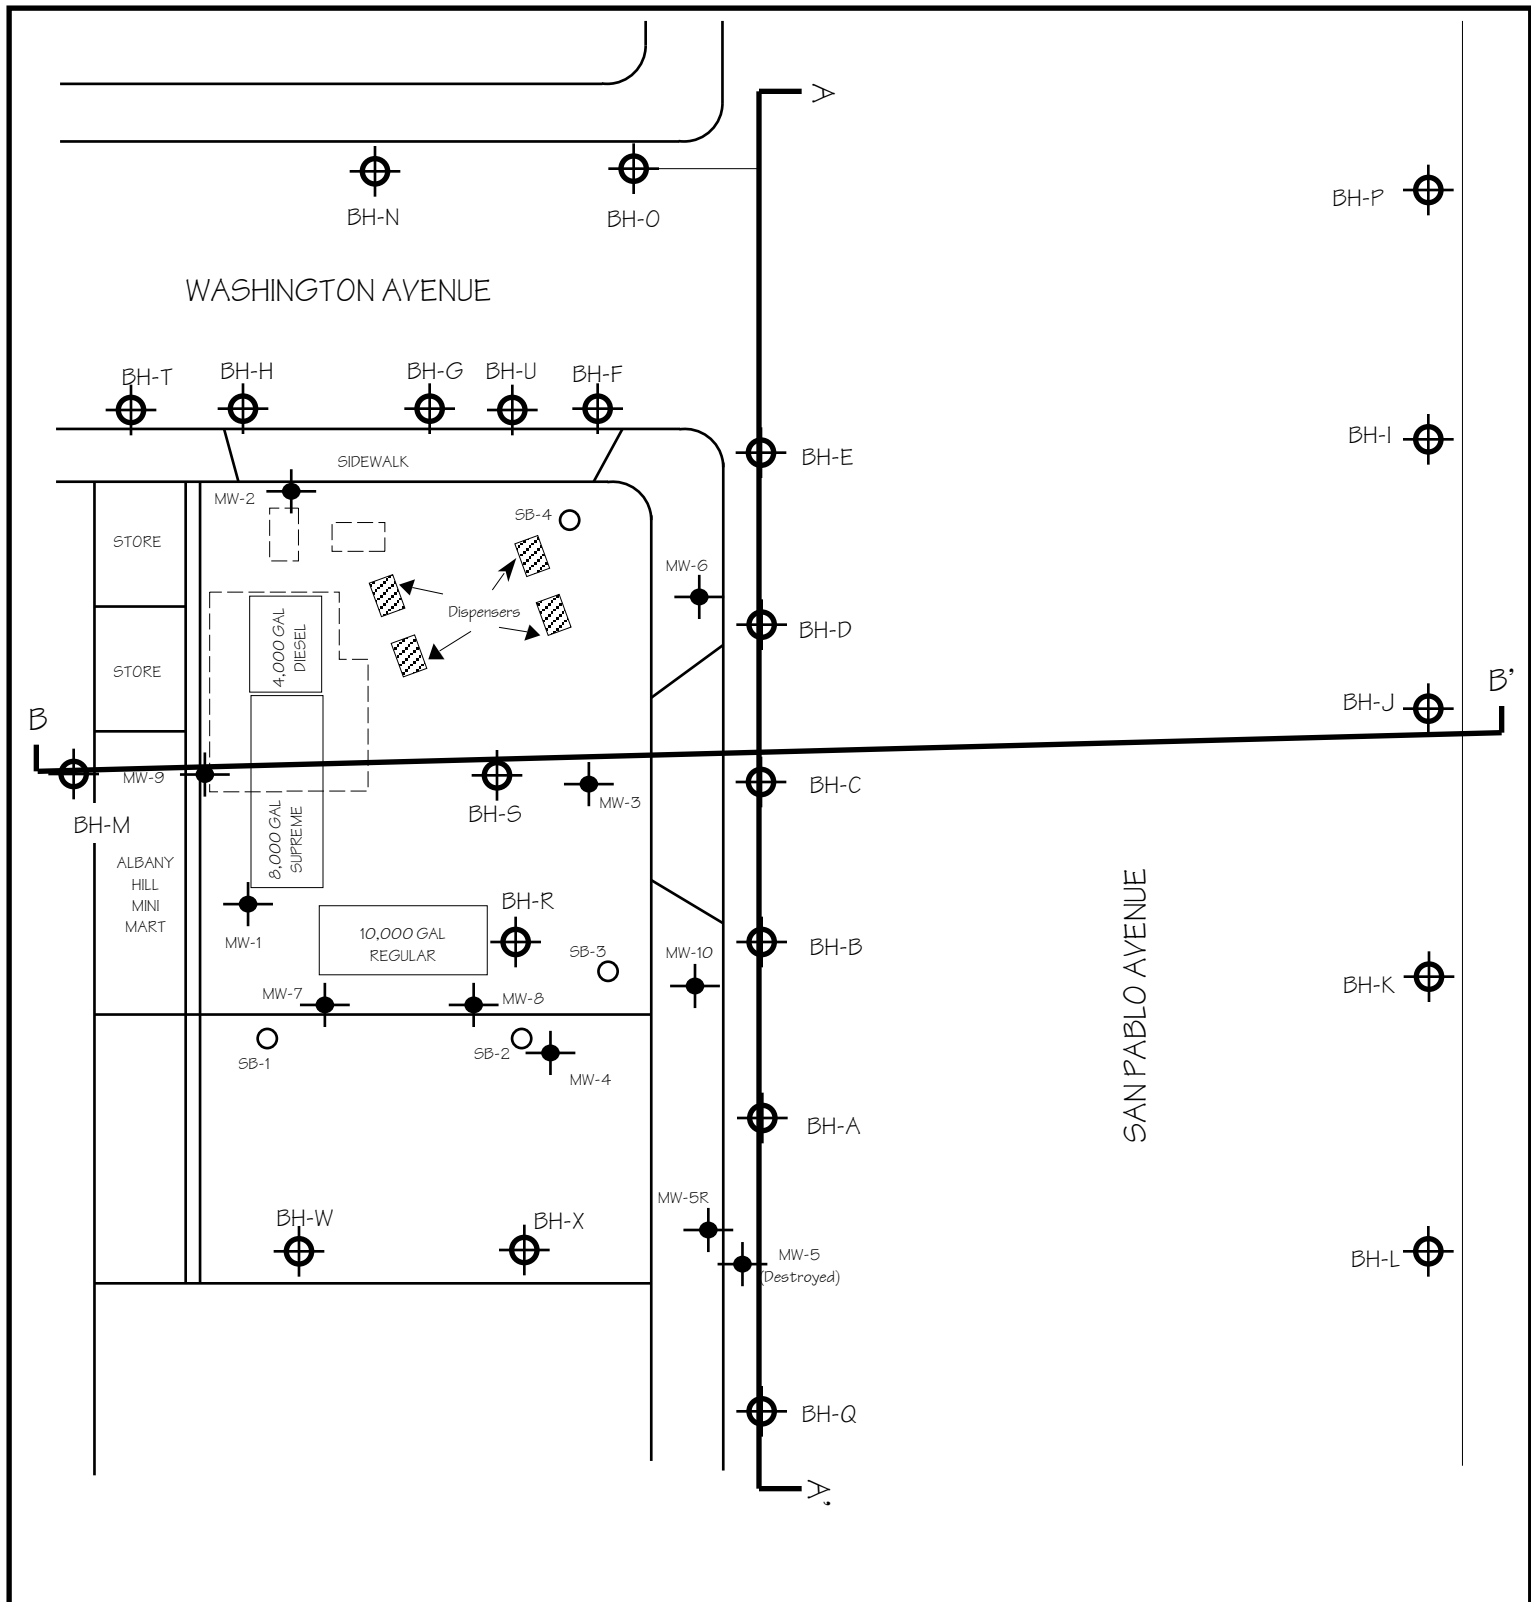 A
BH-P
BH-N
BH-O
WASHINGTON AVENUE
BH-T
BH-H
BH-G
BH-U
BH-F
BH-I
BH-E
SIDEWALK
MW-2
SB-4
STORE
MW-6
Dispensers
4,000 GAL
DIESEL
BH-D
STORE
B
B'
BH-J
MW-9
BH-S
MW-3
BH-C
BH-M
8,000 GAL
SUPREME
ALBANY
HILL
MINI
MART
BH-R
MW-1
10,000 GAL
REGULAR
SB-3
MW-10
BH-B
SAN PABLO AVENUE
BH-K
MW-7
MW-8
SB-1
SB-2
MW-4
BH-A
MW-5R
BH-W
BH-X
MW-5
(Destroyed)
BH-L
BH-Q
A'